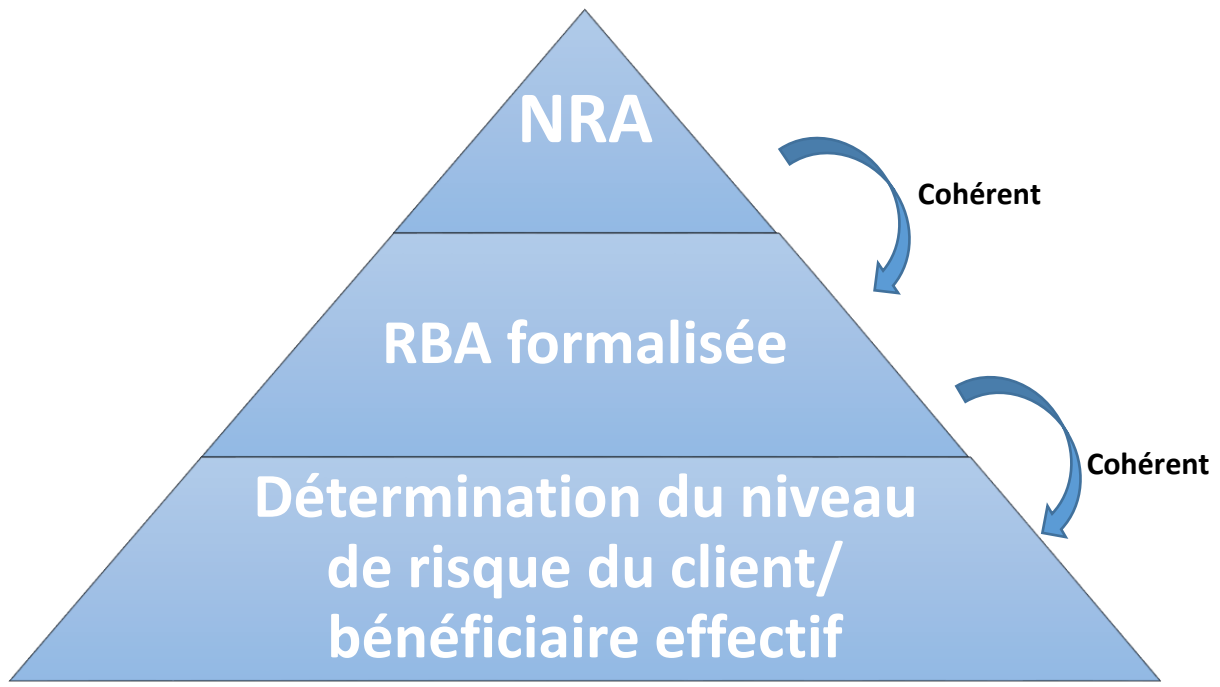 NRA
Cohérent
RBA formalisée
Cohérent
Détermination du niveau
de risque du client/
bénéficiaire effectif